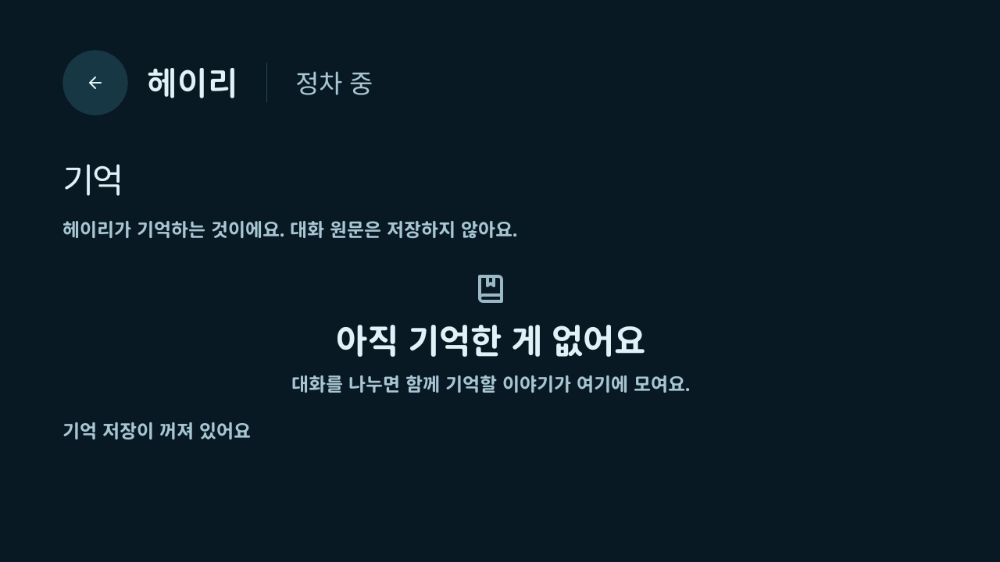 헤이리
정차 중
기억
헤이리가 기억하는 것이에요. 대화 원문은 저장하지 않아요.
아직 기억한 게 없어요
대화를 나누면 함께 기억할 이야기가 여기에 모여요.
기억 저장이 꺼져 있어요